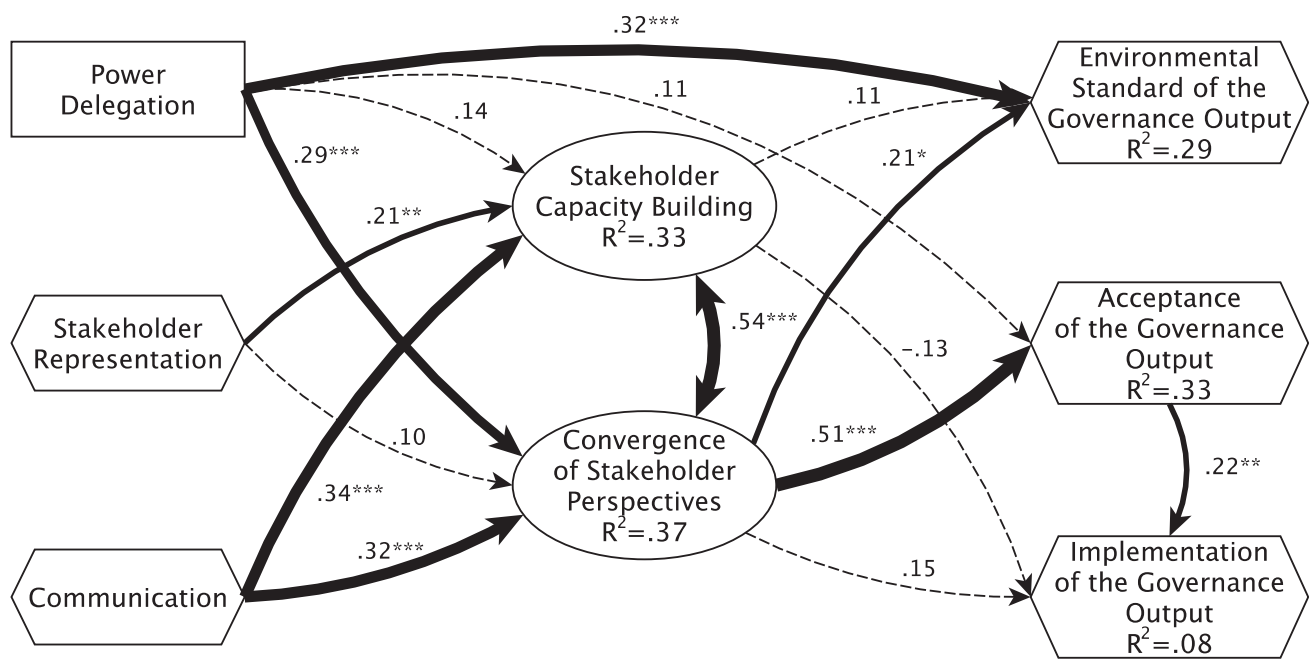 .32***
Power
Delegation
Environmental
Standard of the
Governance Output
R²=.29
.11
.11
.14
.29***
.21*
Stakeholder
Capacity Building
R²=.33
.21**
Stakeholder
Representation
.54***
Acceptance
of the Governance
Output
R²=.33
–.13
.10
.51***
Convergence
of Stakeholder
Perspectives
R²=.37
.22**
.34***
.32***
.15
Communication
Implementation
of the Governance
Output
R²=.08